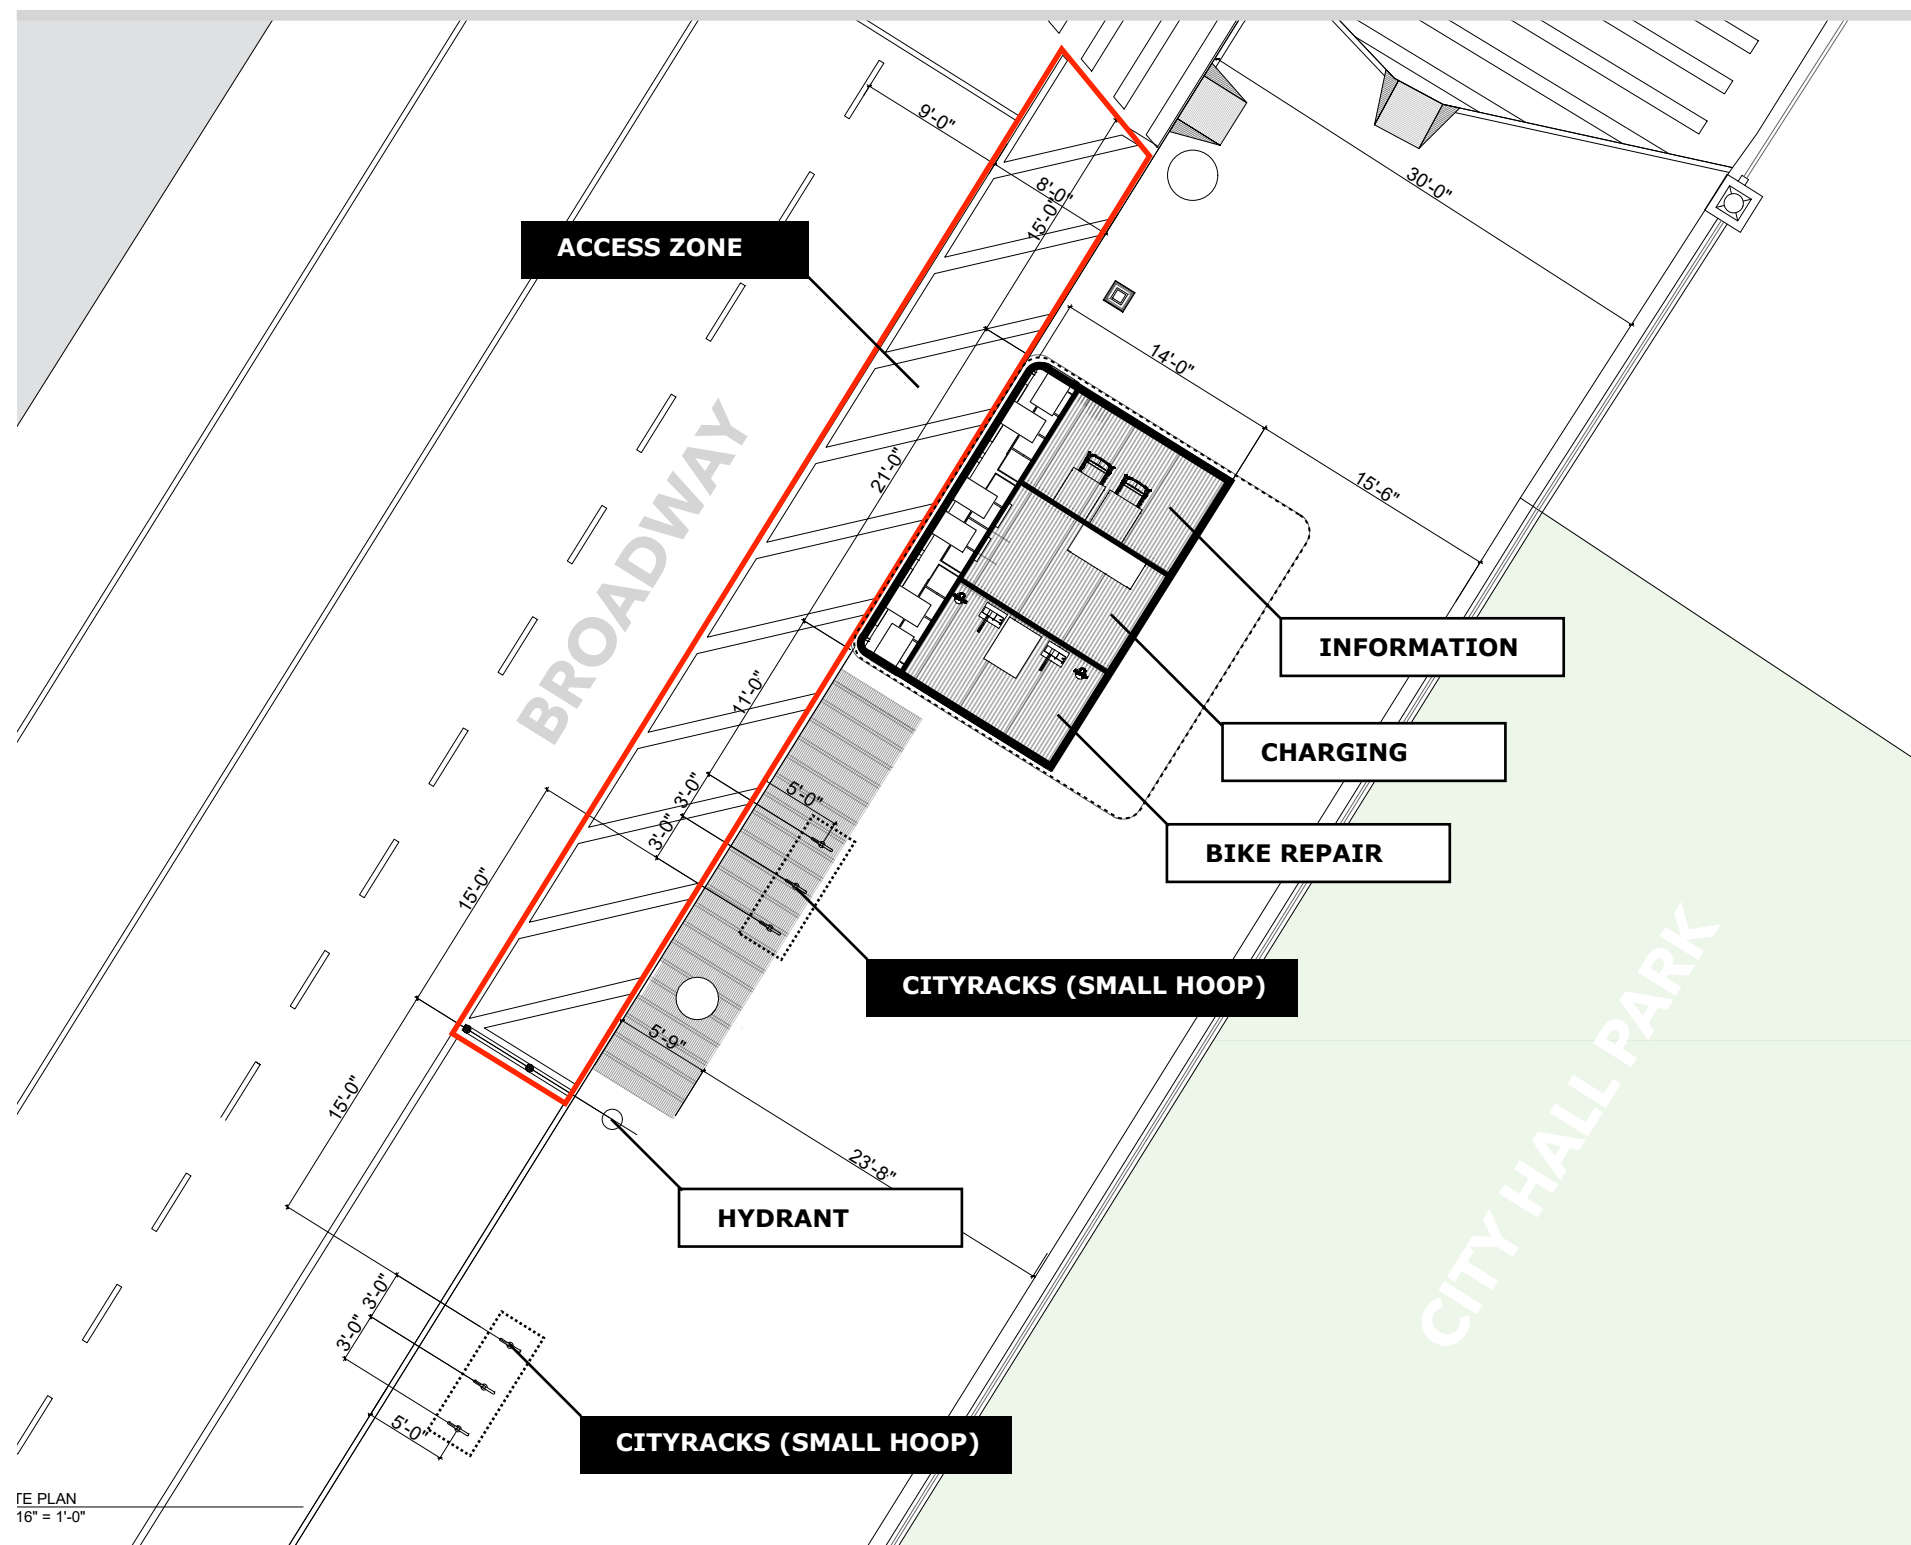 9'-0"
8'-0"
15'-0"
30'-0"
ACCESS ZONE
14'-0"
15'-6"
21'-0"
BROADWAY
INFORMATION
11'-0"
CHARGING
3'-0"
5'-0"
3'-0"
BIKE REPAIR
15'-0"
CITYRACKS (SMALL HOOP)
5'-9"
15'-0"
CITY HALL PARK
23'-8"
HYDRANT
3'-0"
3'-0"
5'-0"
CITYRACKS (SMALL HOOP)
TE PLAN
16" = 1'-0"